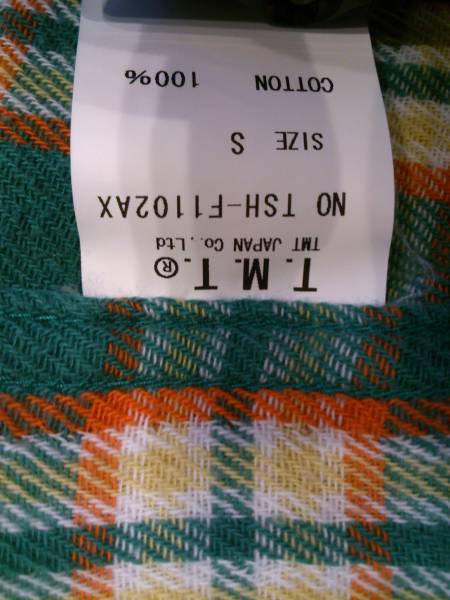 T.M.T.®
TMT JAPAN Co.,Ltd
NO TSH-F1102AX
SIZE S
COTTON 100%